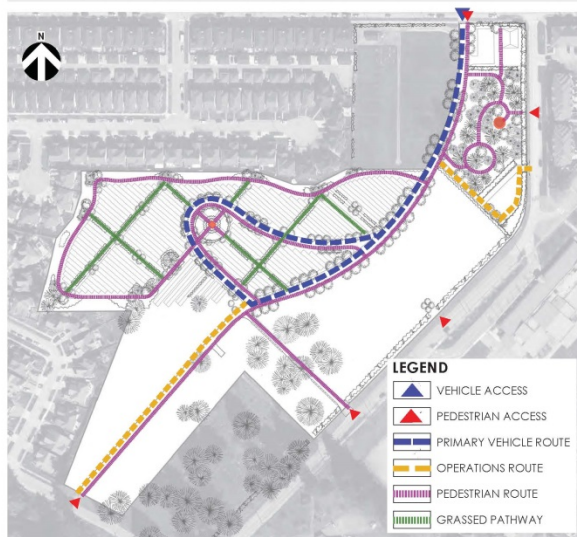 N
LEGEND
VEHICLE ACCESS
PEDESTRIAN ACCESS
PRIMARY VEHICLE ROUTE
OPERATIONS ROUTE
PEDESTRIAN ROUTE
GRASSED PATHWAY